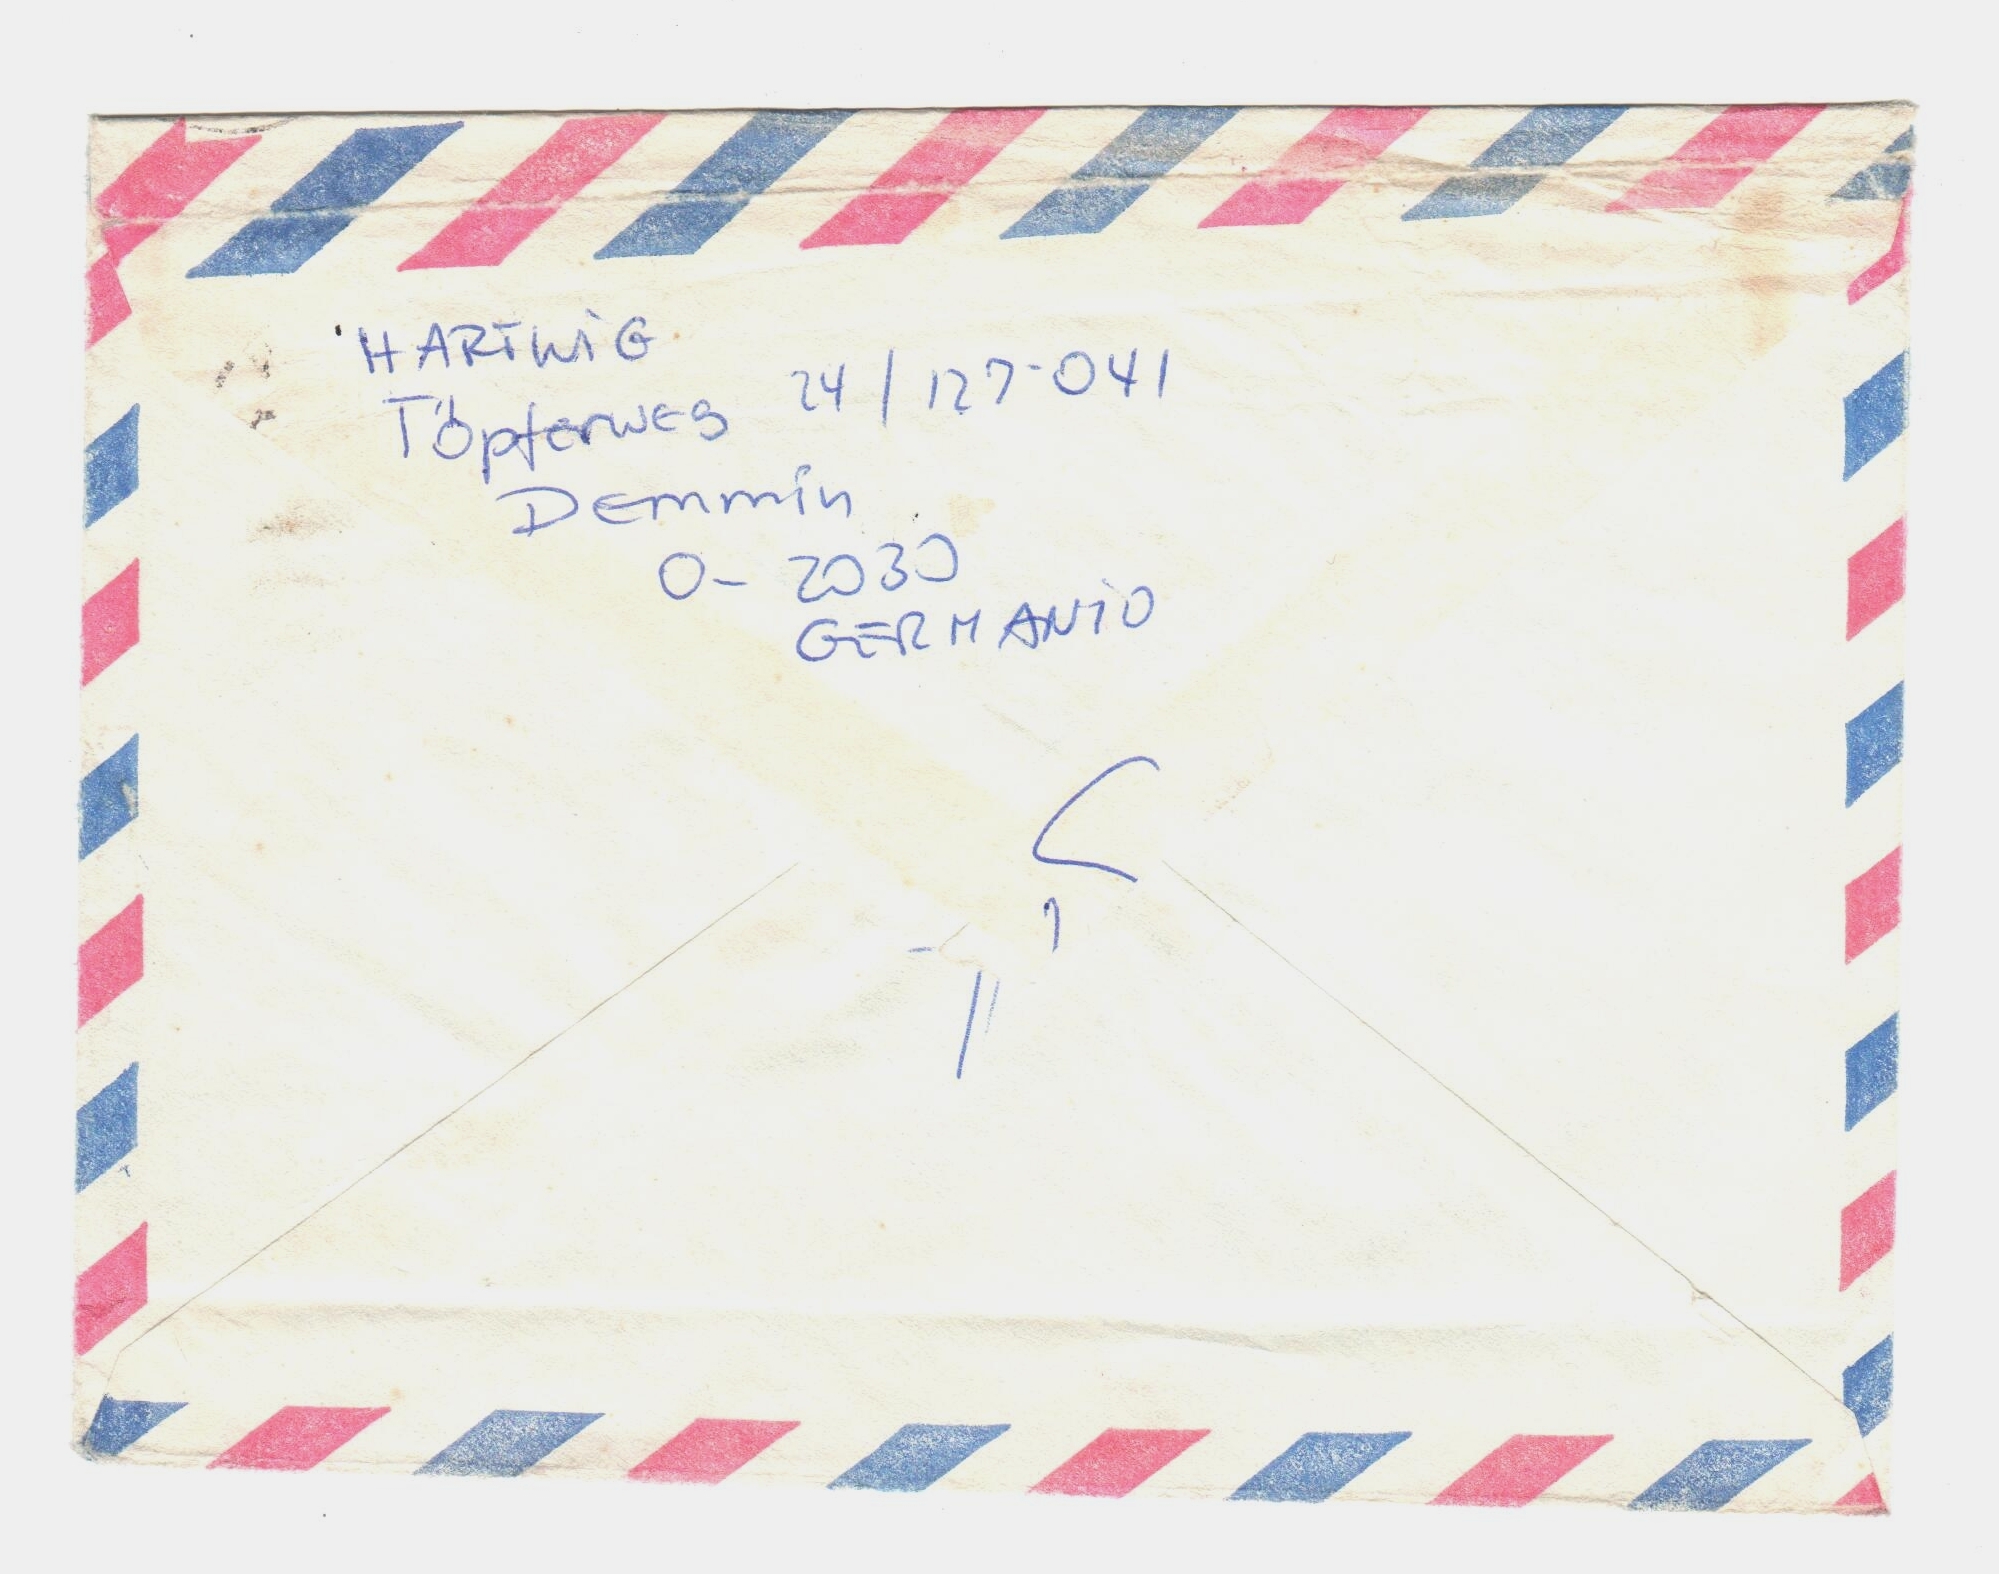 HARTWIG
Töpferweg 24/127-041
Demmin
O-2030
GERMANIO